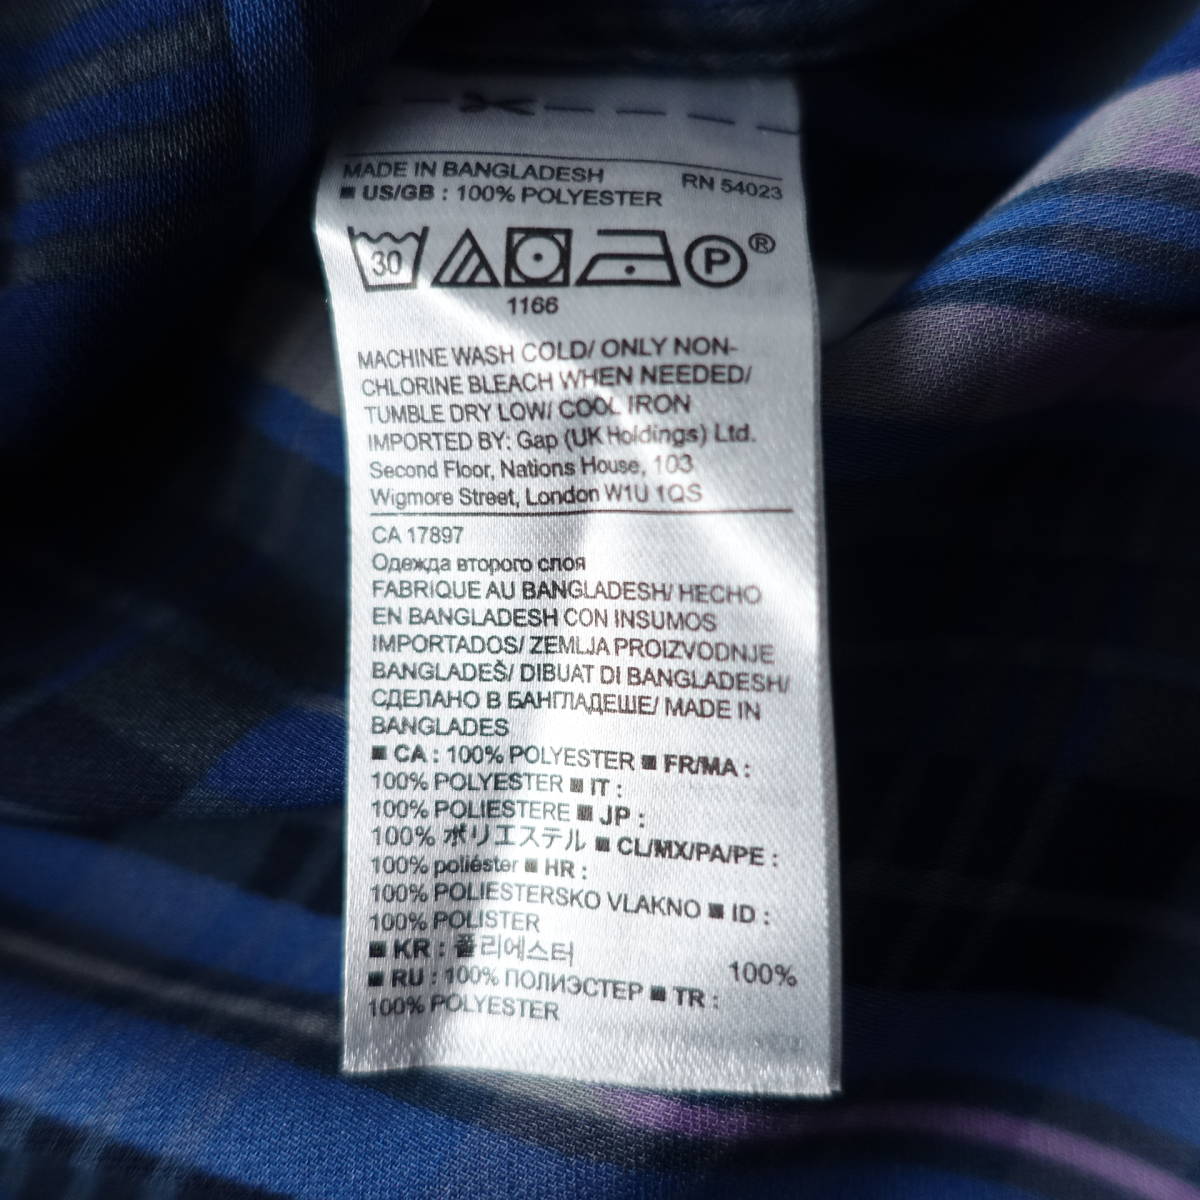 MADE IN BANGLADESH RN 54023
■ US/GB : 100% POLYESTER
30 P ®
1166
MACHINE WASH COLD/ ONLY NON-
CHLORINE BLEACH WHEN NEEDED/
TUMBLE DRY LOW/ COOL IRON
IMPORTED BY: Gap (UK Holdings) Ltd.
Second Floor, Nations House, 103
Wigmore Street, London W1U 1QS
CA 17897
Одежда второго слоя
FABRIQUE AU BANGLADESH/ HECHO
EN BANGLADESH CON INSUMOS
IMPORTADOS/ ZEMLJA PROIZVODNJE
BANGLADEŠ/ DIBUAT DI BANGLADESH/
СДЕЛАНО В БАНГЛАДЕШЕ/ MADE IN
BANGLADES
■ CA : 100% POLYESTER ■ FR/MA :
100% POLYESTER ■ IT :
100% POLIESTERE ■ JP :
100% ポリエステル ■ CL/MX/PA/PE :
100% poliéster ■ HR :
100% POLIESTERSKO VLAKNO ■ ID :
100% POLISTER
■ KR : 폴리에스터 100%
■ RU : 100% ПОЛИЭСТЕР ■ TR :
100% POLYESTER